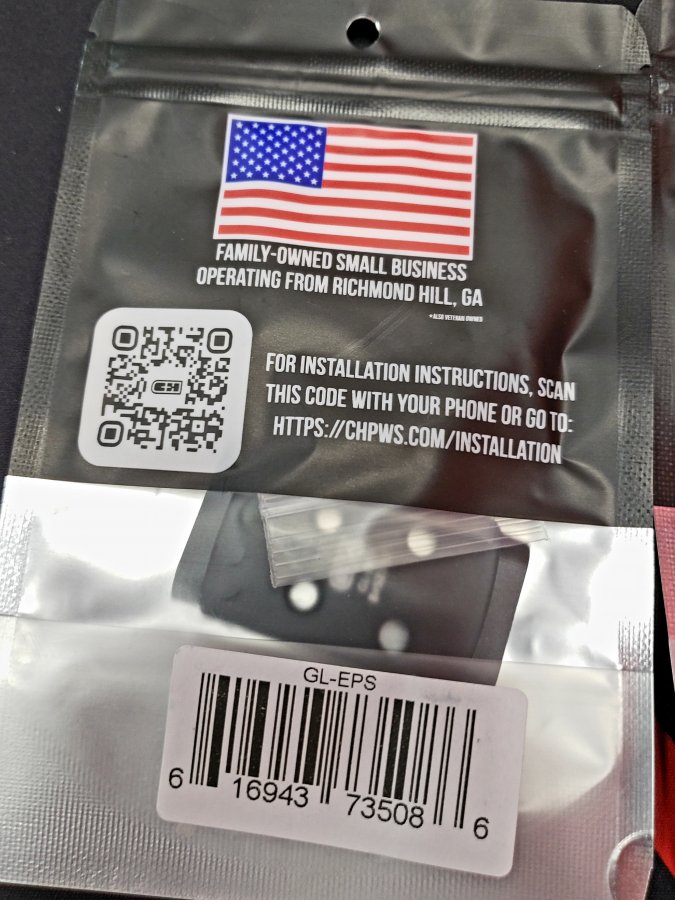 FAMILY-OWNED SMALL BUSINESS
OPERATING FROM RICHMOND HILL, GA
*ALSO VETERAN OWNED
FOR INSTALLATION INSTRUCTIONS, SCAN
THIS CODE WITH YOUR PHONE OR GO TO:
HTTPS://CHPWS.COM/INSTALLATION
GL-EPS
6 16943 73508 6